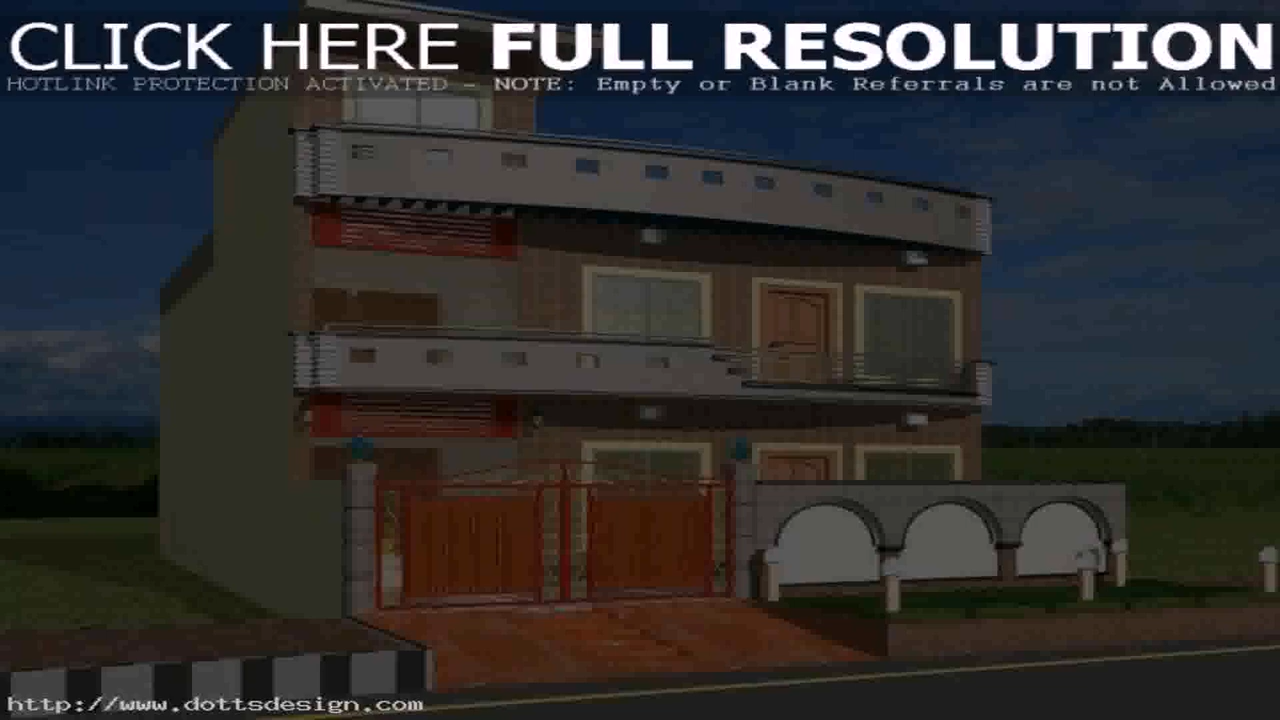 CLICK HERE FULL RESOLUTION
HOTLINK PROTECTION ACTIVATED - NOTE: Empty or Blank Referrals are not Allowed
http://www.dottsdesign.com